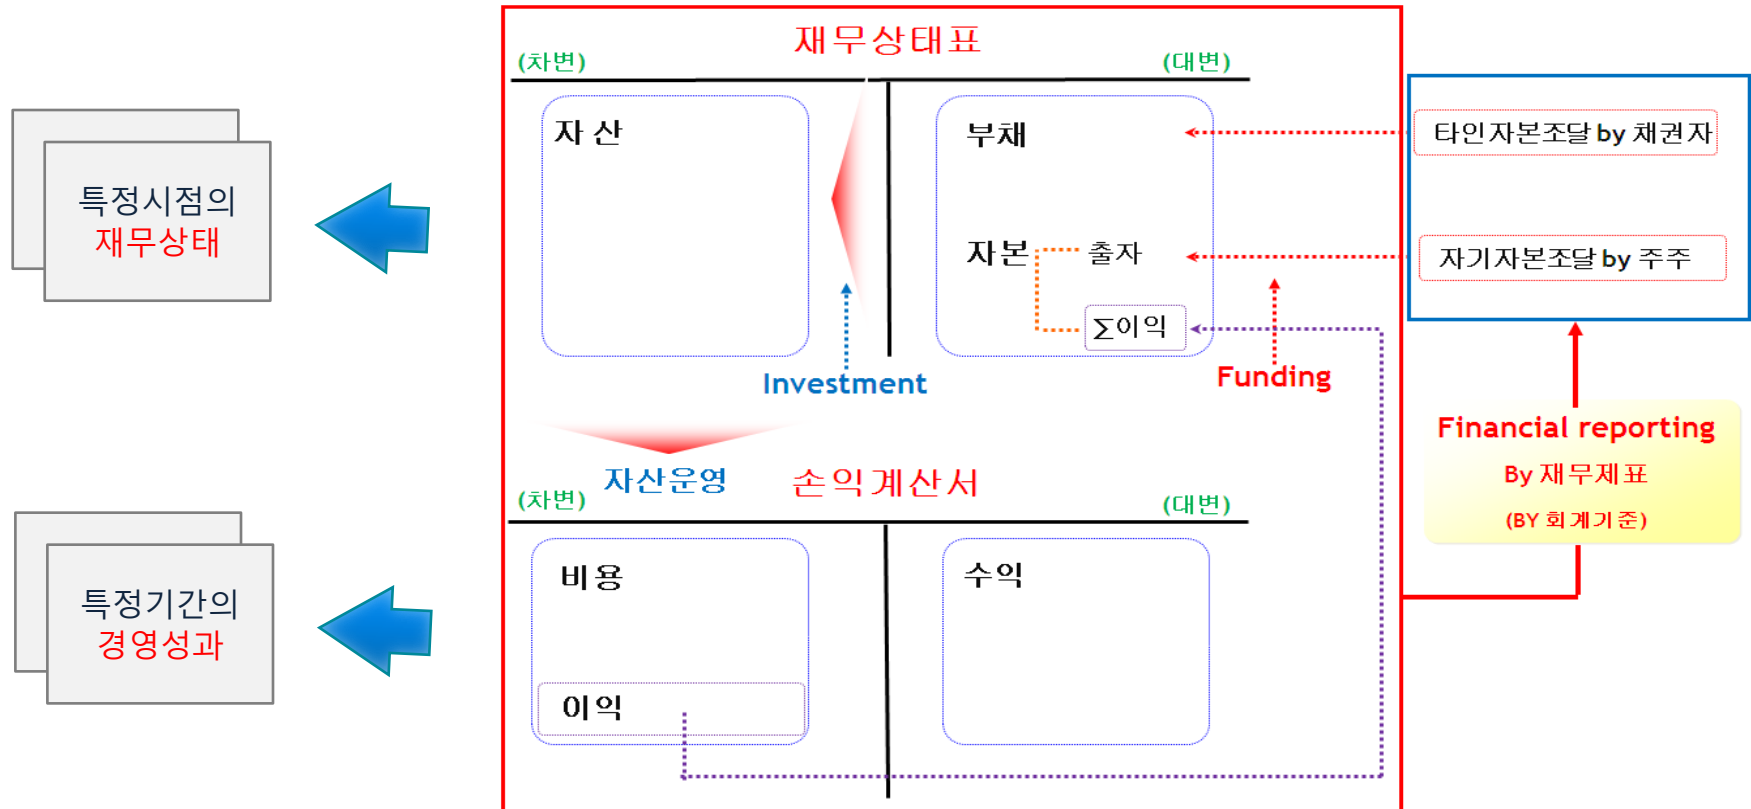 재무상태표
(차변)
(대변)
자 산
부채
타인자본조달 by 채권자
특정시점의
재무상태
자본
출자
자기자본조달 by 주주
∑이익
Investment
Funding
Financial reporting
By 재무제표
(BY 회계기준)
자산운영
손익계산서
(차변)
(대변)
비용
수익
특정기간의
경영성과
이익